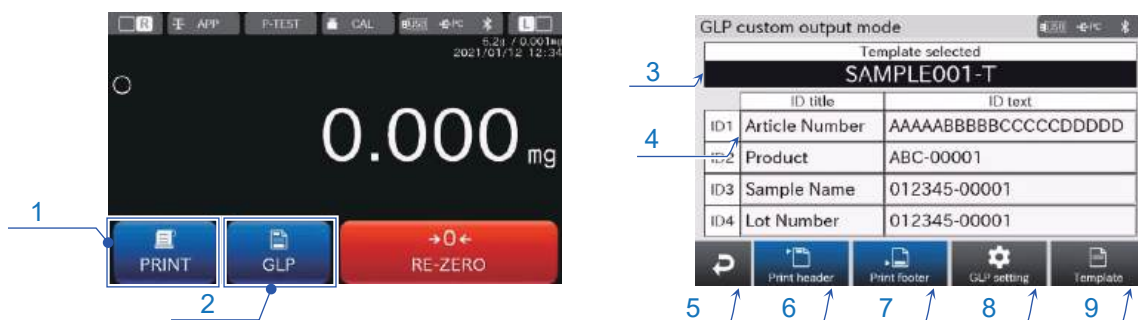 R APP P-TEST CAL USB PC L
6.2g / 0.001mg
2021/01/12 12:34
0.000 mg
1
PRINT GLP →0← RE-ZERO
2
GLP custom output mode USB PC
Template selected
3
SAMPLE001-T
ID title ID text
ID1 Article Number AAAAABBBBBCCCCCDDDDD
4
ID2 Product ABC-00001
ID3 Sample Name 012345-00001
ID4 Lot Number 012345-00001
Print header Print footer GLP setting Template
5 6 7 8 9